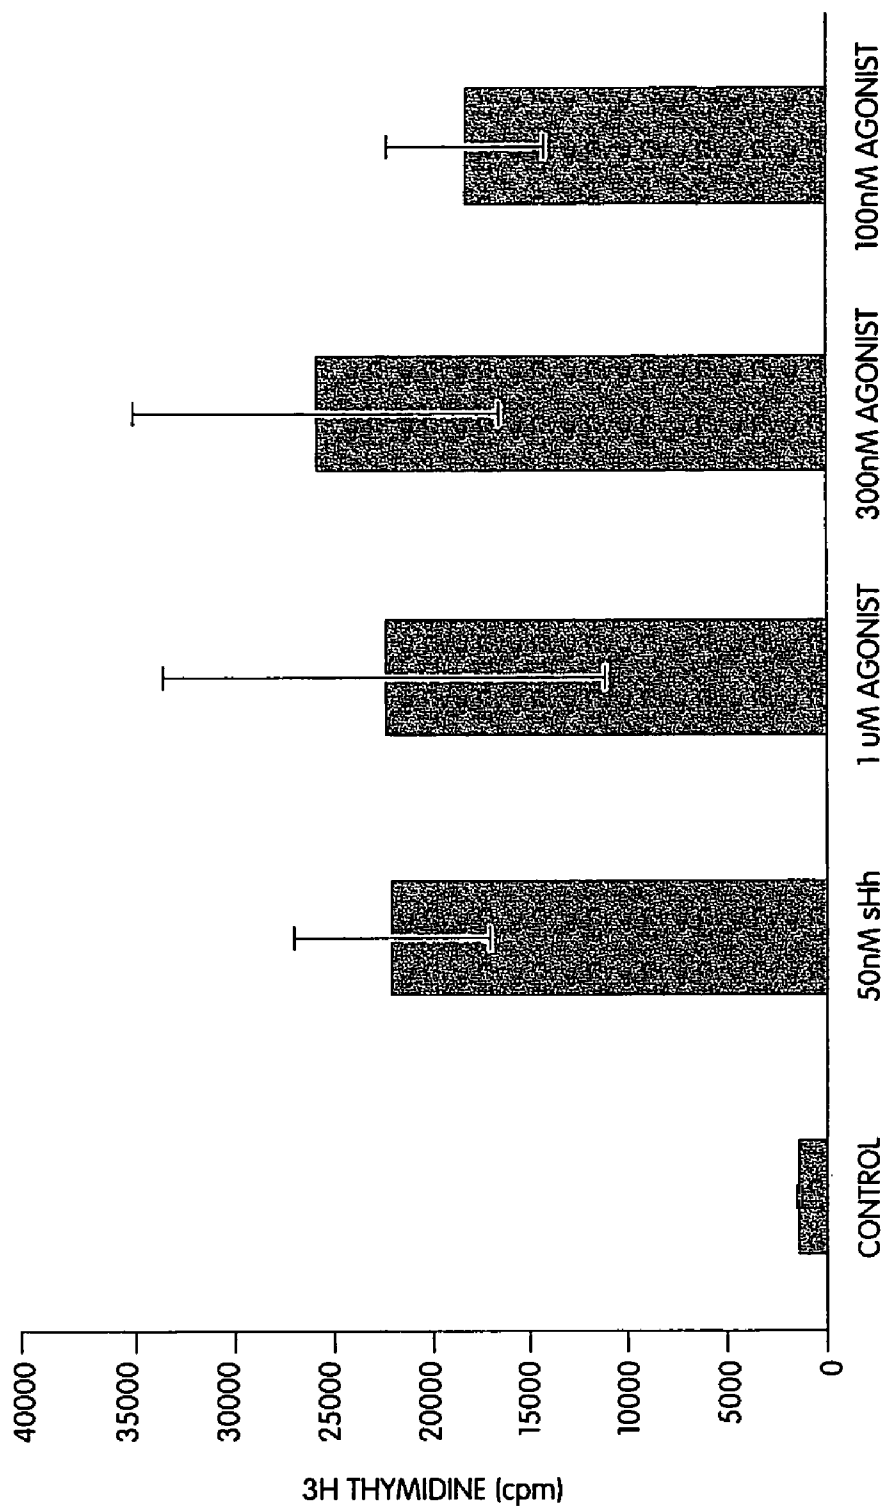 3H THYMIDINE (cpm)
40000
35000
30000
25000
20000
15000
10000
5000
0
CONTROL
50nM sHh
1 uM AGONIST
300nM AGONIST
100nM AGONIST